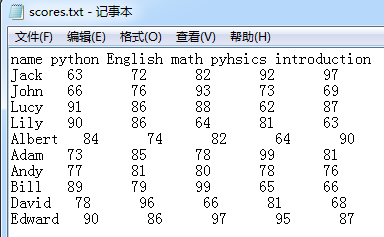 scores.txt - 记事本
文件(F) 编辑(E) 格式(O) 查看(V) 帮助(H)
name python English math pyhsics introduction
Jack 63 72 82 92 97
John 66 76 93 73 69
Lucy 91 86 88 62 87
Lily 90 86 64 81 63
Albert 84 74 82 64 90
Adam 73 85 78 99 81
Andy 77 81 80 78 76
Bill 89 79 99 65 66
David 78 96 66 81 68
Edward 90 86 97 95 87